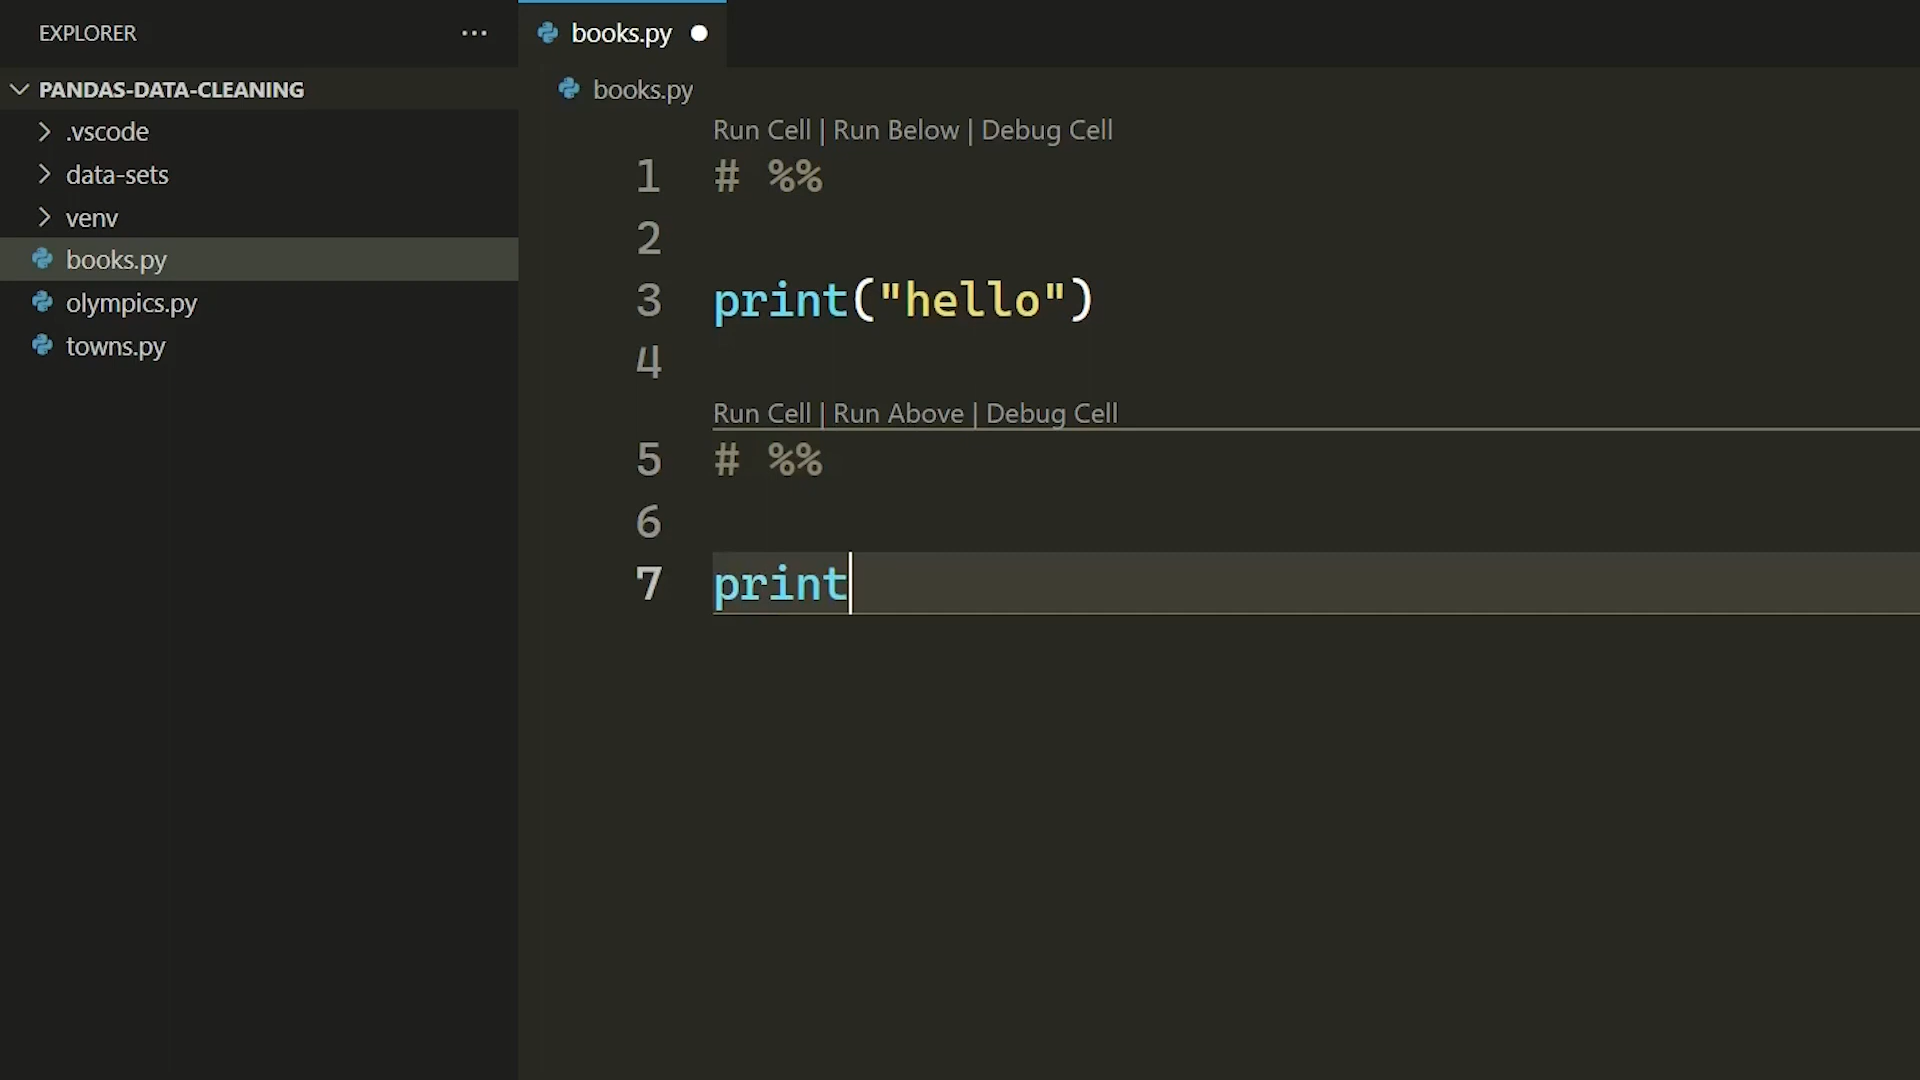 EXPLORER
PANDAS-DATA-CLEANING
.vscode
data-sets
venv
books.py
olympics.py
towns.py
books.py
books.py
Run Cell | Run Below | Debug Cell
1 # %%
2
3 print("hello")
4
Run Cell | Run Above | Debug Cell
5 # %%
6
7 print